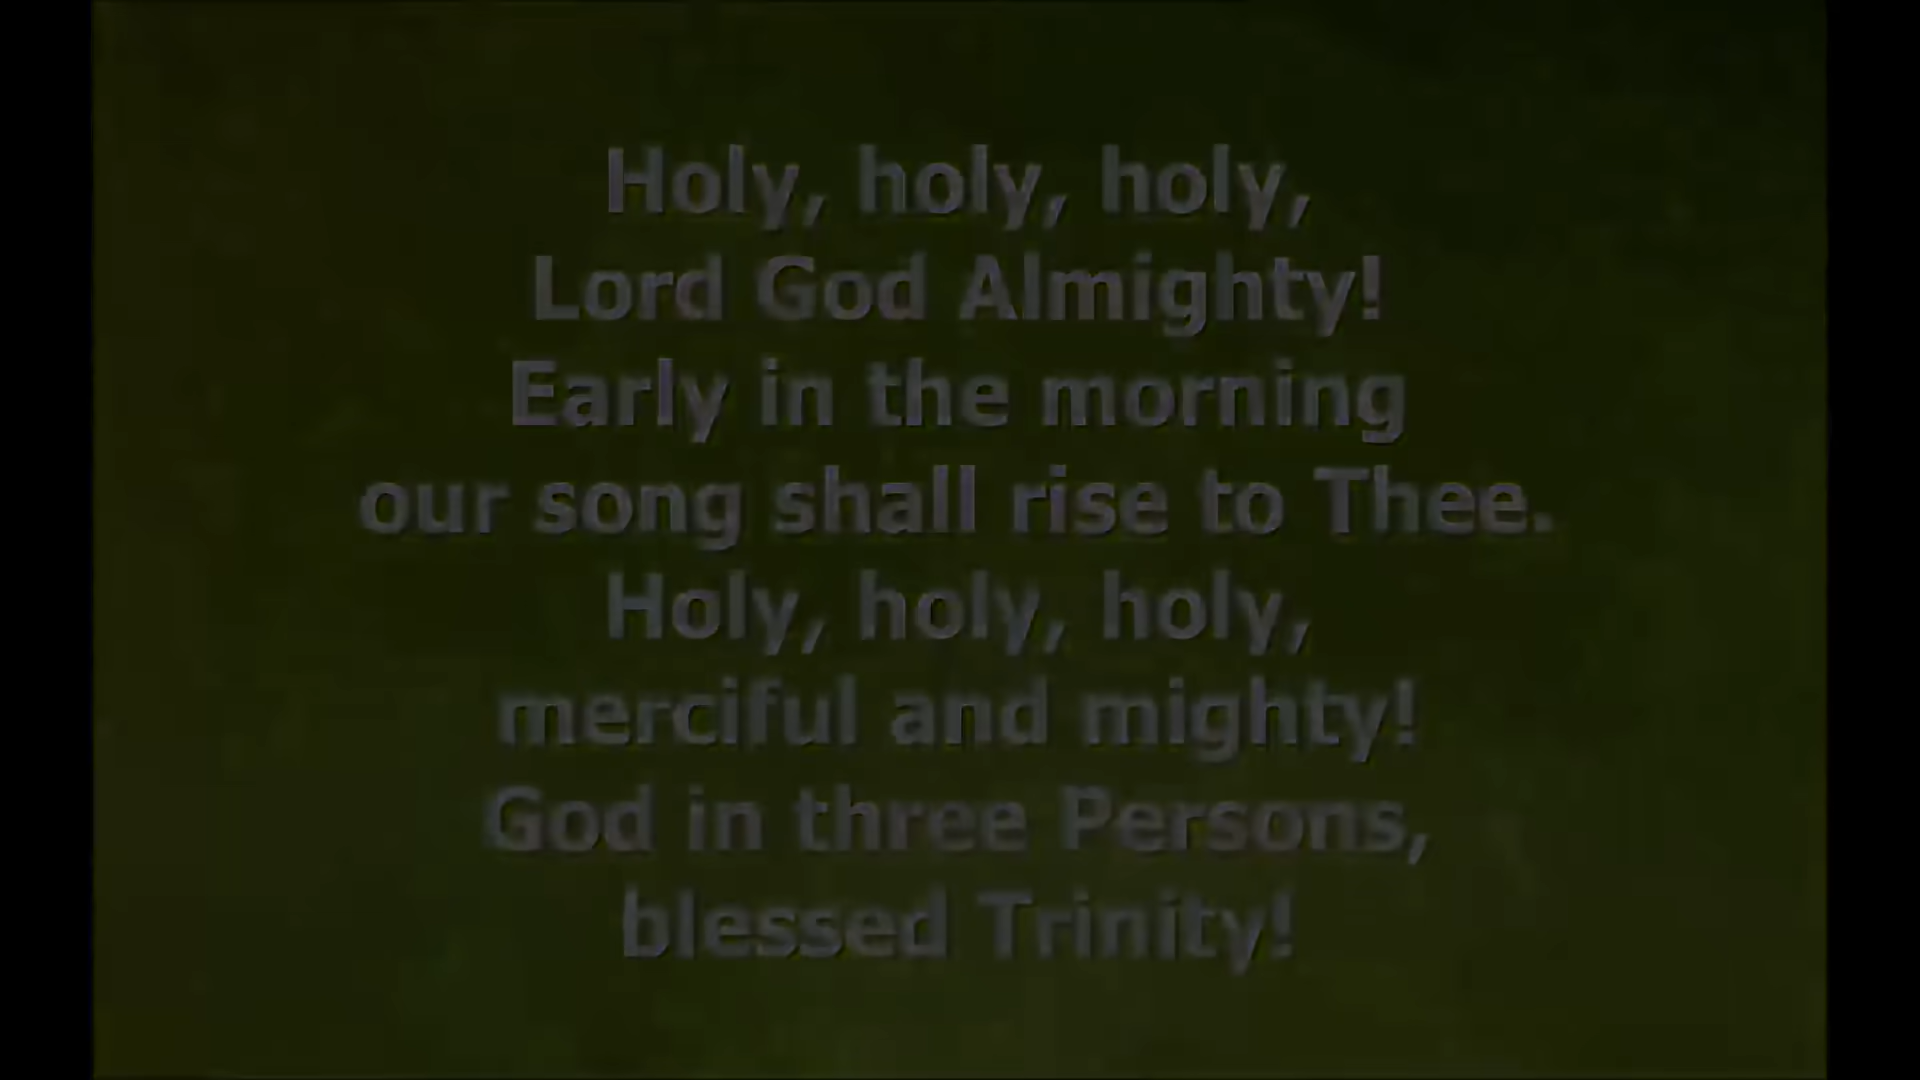 Holy, holy, holy,
Lord God Almighty!
Early in the morning
our song shall rise to Thee.
Holy, holy, holy,
merciful and mighty!
God in three Persons,
blessed Trinity!